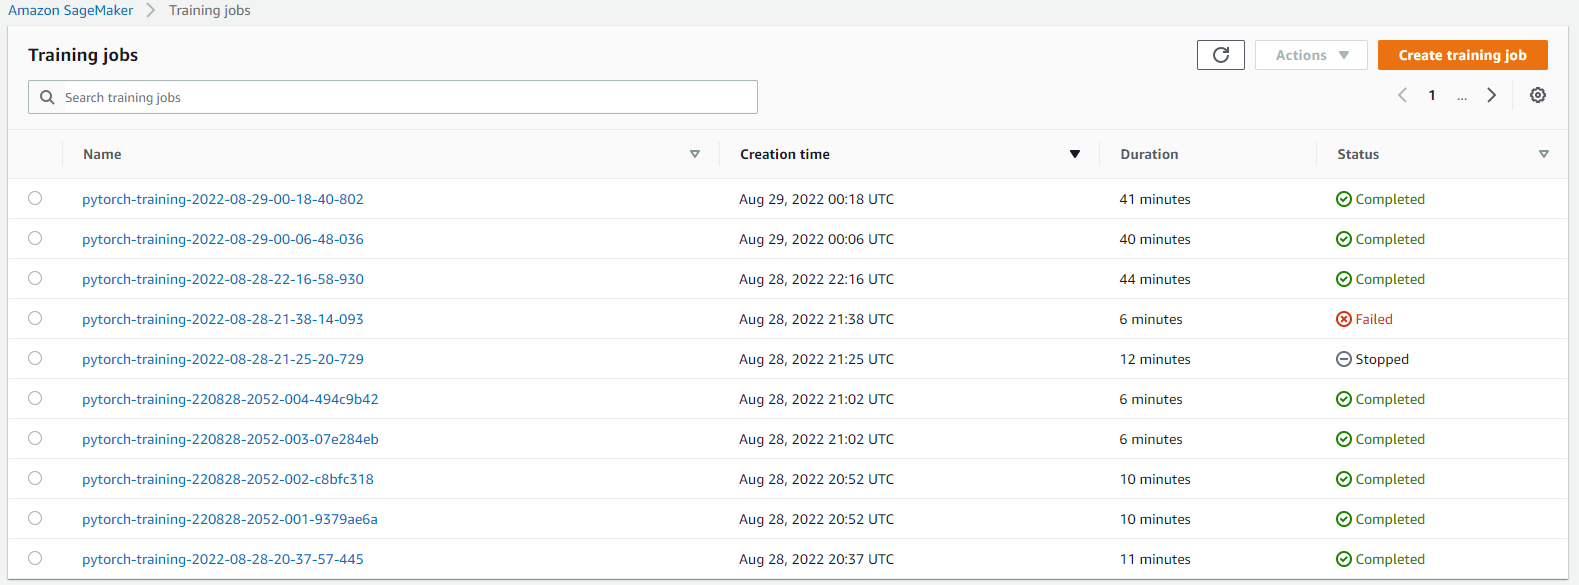 Amazon SageMaker > Training jobs
Training jobs
Actions
Create training job
Search training jobs
1 ...
Name Creation time Duration Status
pytorch-training-2022-08-29-00-18-40-802 Aug 29, 2022 00:18 UTC 41 minutes Completed
pytorch-training-2022-08-29-00-06-48-036 Aug 29, 2022 00:06 UTC 40 minutes Completed
pytorch-training-2022-08-28-22-16-58-930 Aug 28, 2022 22:16 UTC 44 minutes Completed
pytorch-training-2022-08-28-21-38-14-093 Aug 28, 2022 21:38 UTC 6 minutes Failed
pytorch-training-2022-08-28-21-25-20-729 Aug 28, 2022 21:25 UTC 12 minutes Stopped
pytorch-training-220828-2052-004-494c9b42 Aug 28, 2022 21:02 UTC 6 minutes Completed
pytorch-training-220828-2052-003-07e284eb Aug 28, 2022 21:02 UTC 6 minutes Completed
pytorch-training-220828-2052-002-c8bfc318 Aug 28, 2022 20:52 UTC 10 minutes Completed
pytorch-training-220828-2052-001-9379ae6a Aug 28, 2022 20:52 UTC 10 minutes Completed
pytorch-training-2022-08-28-20-37-57-445 Aug 28, 2022 20:37 UTC 11 minutes Completed